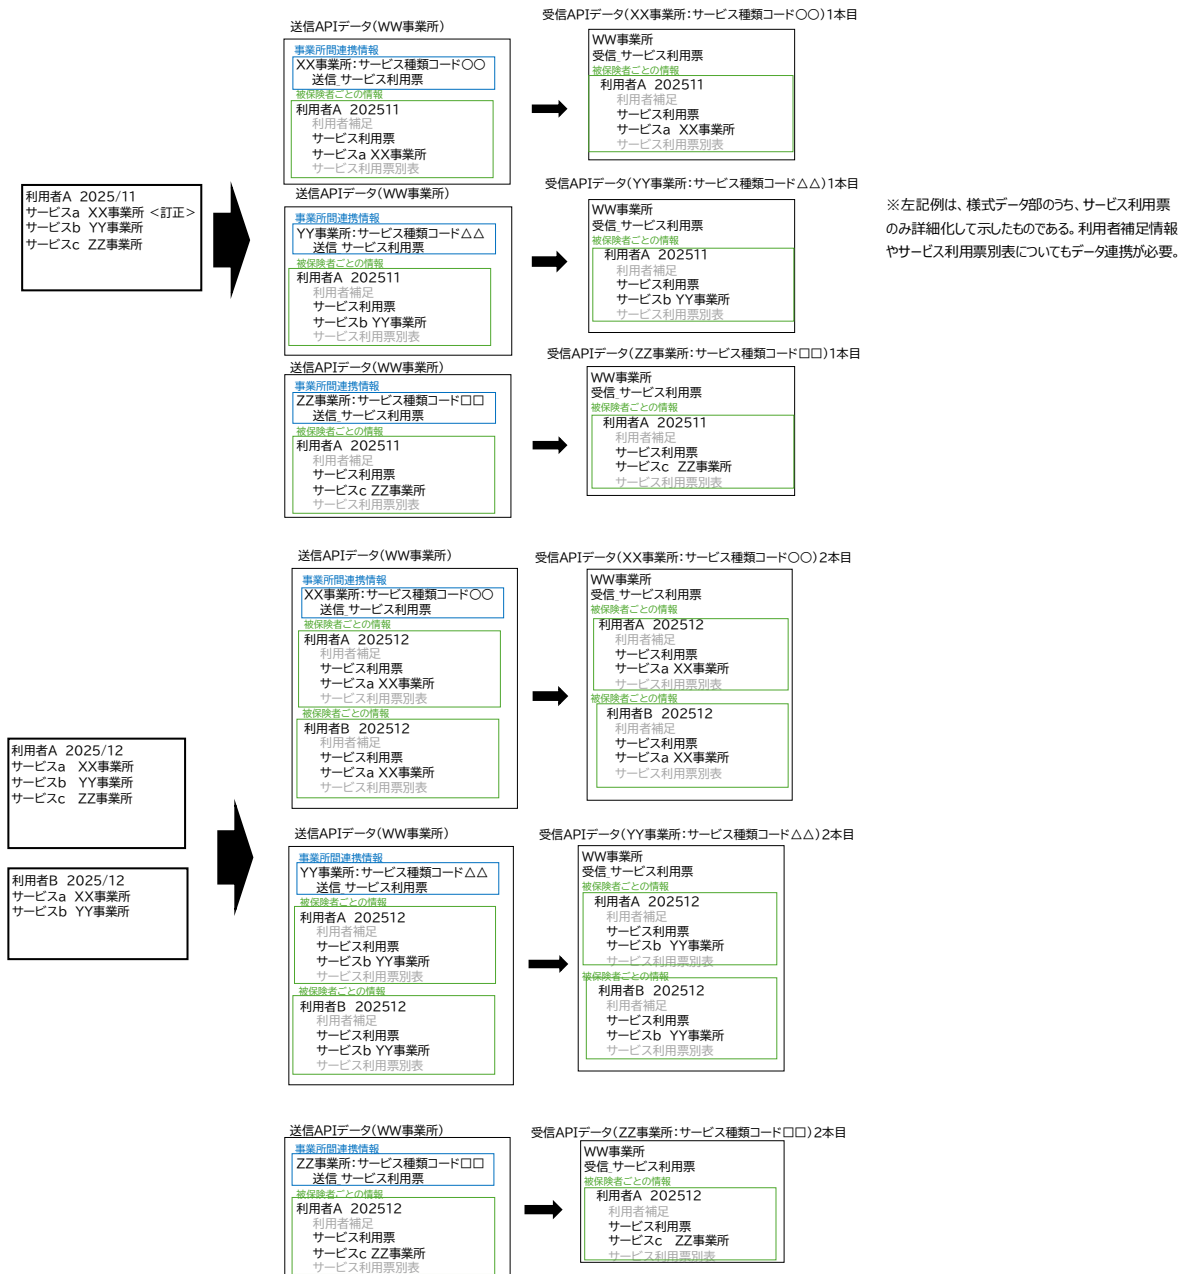 利用者A 2025/11
サービスa XX事業所 <訂正>
サービスb YY事業所
サービスc ZZ事業所
送信APIデータ(WW事業所)
事業所間連携情報
XX事業所:サービス種類コード〇〇
送信_サービス利用票
被保険者ごとの情報
利用者A 202511
利用者補足
サービス利用票
サービスa XX事業所
サービス利用票別表
受信APIデータ(XX事業所:サービス種類コード〇〇)1本目
WW事業所
受信_サービス利用票
被保険者ごとの情報
利用者A 202511
利用者補足
サービス利用票
サービスa XX事業所
サービス利用票別表
送信APIデータ(WW事業所)
事業所間連携情報
YY事業所:サービス種類コード△△
送信_サービス利用票
被保険者ごとの情報
利用者A 202511
利用者補足
サービス利用票
サービスb YY事業所
サービス利用票別表
受信APIデータ(YY事業所:サービス種類コード△△)1本目
WW事業所
受信_サービス利用票
被保険者ごとの情報
利用者A 202511
利用者補足
サービス利用票
サービスb YY事業所
サービス利用票別表
※左記例は、様式データ部のうち、サービス利用票
のみ詳細化して示したものである。利用者補足情報
やサービス利用票別表についてもデータ連携が必要。
送信APIデータ(WW事業所)
事業所間連携情報
ZZ事業所:サービス種類コード□□
送信_サービス利用票
被保険者ごとの情報
利用者A 202511
利用者補足
サービス利用票
サービスc ZZ事業所
サービス利用票別表
受信APIデータ(ZZ事業所:サービス種類コード□□)1本目
WW事業所
受信_サービス利用票
被保険者ごとの情報
利用者A 202511
利用者補足
サービス利用票
サービスc ZZ事業所
サービス利用票別表
利用者A 2025/12
サービスa XX事業所
サービスb YY事業所
サービスc ZZ事業所
利用者B 2025/12
サービスa XX事業所
サービスb YY事業所
送信APIデータ(WW事業所)
事業所間連携情報
XX事業所:サービス種類コード〇〇
送信_サービス利用票
被保険者ごとの情報
利用者A 202512
利用者補足
サービス利用票
サービスa XX事業所
サービス利用票別表
被保険者ごとの情報
利用者B 202512
利用者補足
サービス利用票
サービスa XX事業所
サービス利用票別表
受信APIデータ(XX事業所:サービス種類コード〇〇)2本目
WW事業所
受信_サービス利用票
被保険者ごとの情報
利用者A 202512
利用者補足
サービス利用票
サービスa XX事業所
サービス利用票別表
被保険者ごとの情報
利用者B 202512
利用者補足
サービス利用票
サービスa XX事業所
サービス利用票別表
送信APIデータ(WW事業所)
事業所間連携情報
YY事業所:サービス種類コード△△
送信_サービス利用票
被保険者ごとの情報
利用者A 202512
利用者補足
サービス利用票
サービスb YY事業所
サービス利用票別表
被保険者ごとの情報
利用者B 202512
利用者補足
サービス利用票
サービスb YY事業所
サービス利用票別表
受信APIデータ(YY事業所:サービス種類コード△△)2本目
WW事業所
受信_サービス利用票
被保険者ごとの情報
利用者A 202512
利用者補足
サービス利用票
サービスb YY事業所
サービス利用票別表
被保険者ごとの情報
利用者B 202512
利用者補足
サービス利用票
サービスb YY事業所
サービス利用票別表
送信APIデータ(WW事業所)
事業所間連携情報
ZZ事業所:サービス種類コード□□
送信_サービス利用票
被保険者ごとの情報
利用者A 202512
利用者補足
サービス利用票
サービスc ZZ事業所
サービス利用票別表
受信APIデータ(ZZ事業所:サービス種類コード□□)2本目
WW事業所
受信_サービス利用票
被保険者ごとの情報
利用者A 202512
利用者補足
サービス利用票
サービスc ZZ事業所
サービス利用票別表